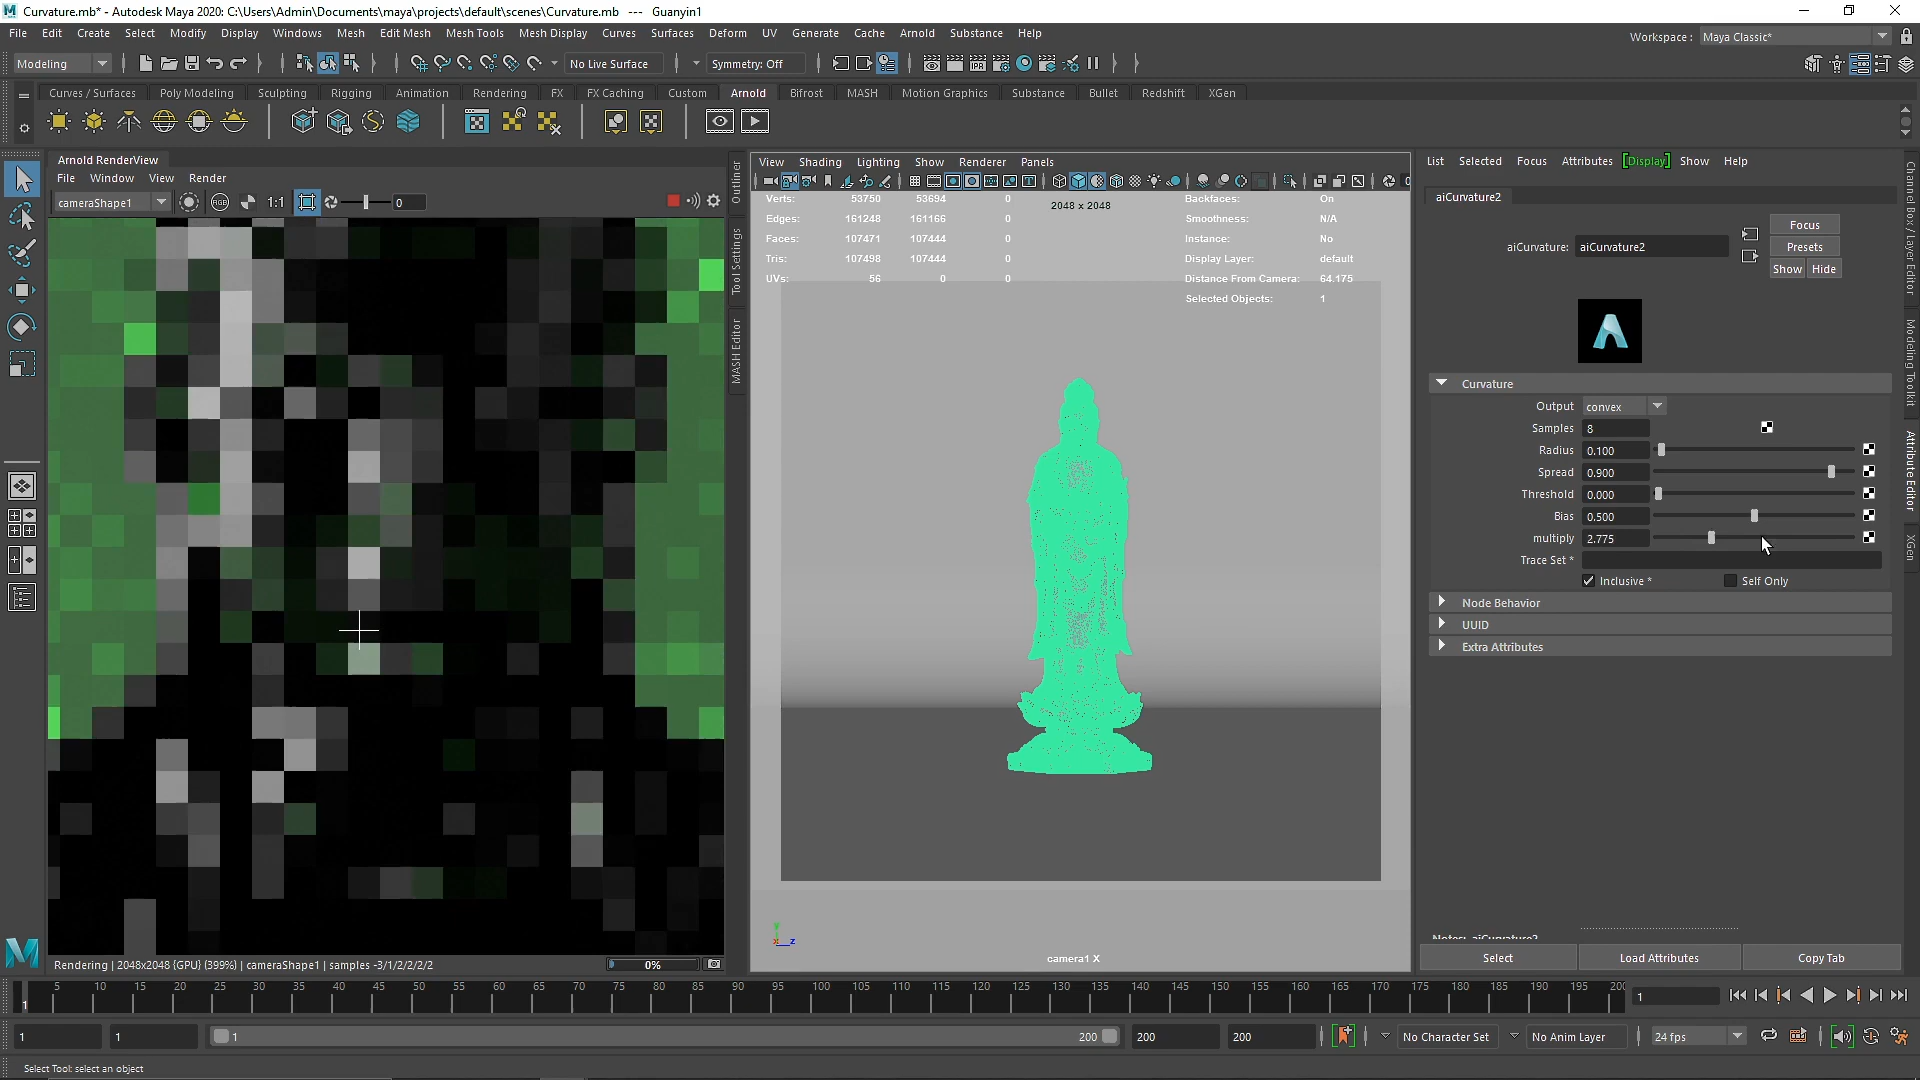 Curvature.mb* - Autodesk Maya 2020: C:\Users\Admin\Documents\maya\projects\default\scenes\Curvature.mb --- Guanyin1
File Edit Create Select Modify Display Windows Mesh Edit Mesh Mesh Tools Mesh Display Curves Surfaces Deform UV Generate Cache Arnold Substance Help
Workspace : Maya Classic*
Modeling No Live Surface Symmetry: Off
Curves / Surfaces Poly Modeling Sculpting Rigging Animation Rendering FX FX Caching Custom Arnold Bifrost MASH Motion Graphics Substance Bullet Redshift XGen
Arnold RenderView
File Window View Render
cameraShape1 RGB 1:1 0
Outliner
Tool Settings
MASH Editor
View Shading Lighting Show Renderer Panels
2048 x 2048
Verts: 53750 53694 0
Edges: 161248 161166 0
Faces: 107471 107444 0
Tris: 107498 107444 0
UVs: 56 0 0
Backfaces: On
Smoothness: N/A
Instance: No
Display Layer: default
Distance From Camera: 64.175
Selected Objects: 1
y
x z
camera1 X
List Selected Focus Attributes [Display] Show Help
aiCurvature2
aiCurvature: aiCurvature2
Focus
Presets
Show Hide
Curvature
Output convex
Samples 8
Radius 0.100
Spread 0.900
Threshold 0.000
Bias 0.500
multiply 2.775
Trace Set *
Inclusive * Self Only
Node Behavior
UUID
Extra Attributes
Notes: aiCurvature2
Select Load Attributes Copy Tab
Channel Box / Layer Editor
Modeling Toolkit
Attribute Editor
XGen
Rendering | 2048x2048 (GPU) (399%) | cameraShape1 | samples -3/1/2/2/2/2 0%
1 5 10 15 20 25 30 35 40 45 50 55 60 65 70 75 80 85 90 95 100 105 110 115 120 125 130 135 140 145 150 155 160 165 170 175 180 185 190 195 200 1
1 1 1 200 200 200 No Character Set No Anim Layer 24 fps
Select Tool: select an object